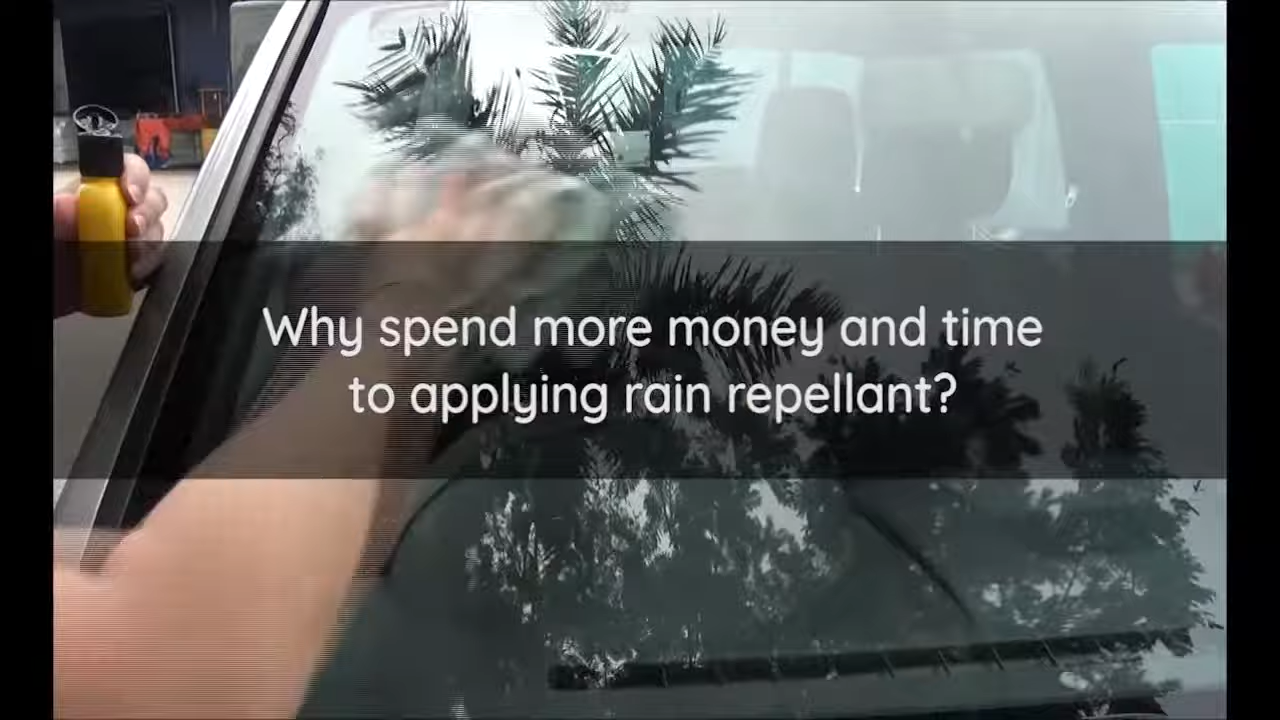 Why spend more money and time
to applying rain repellant?